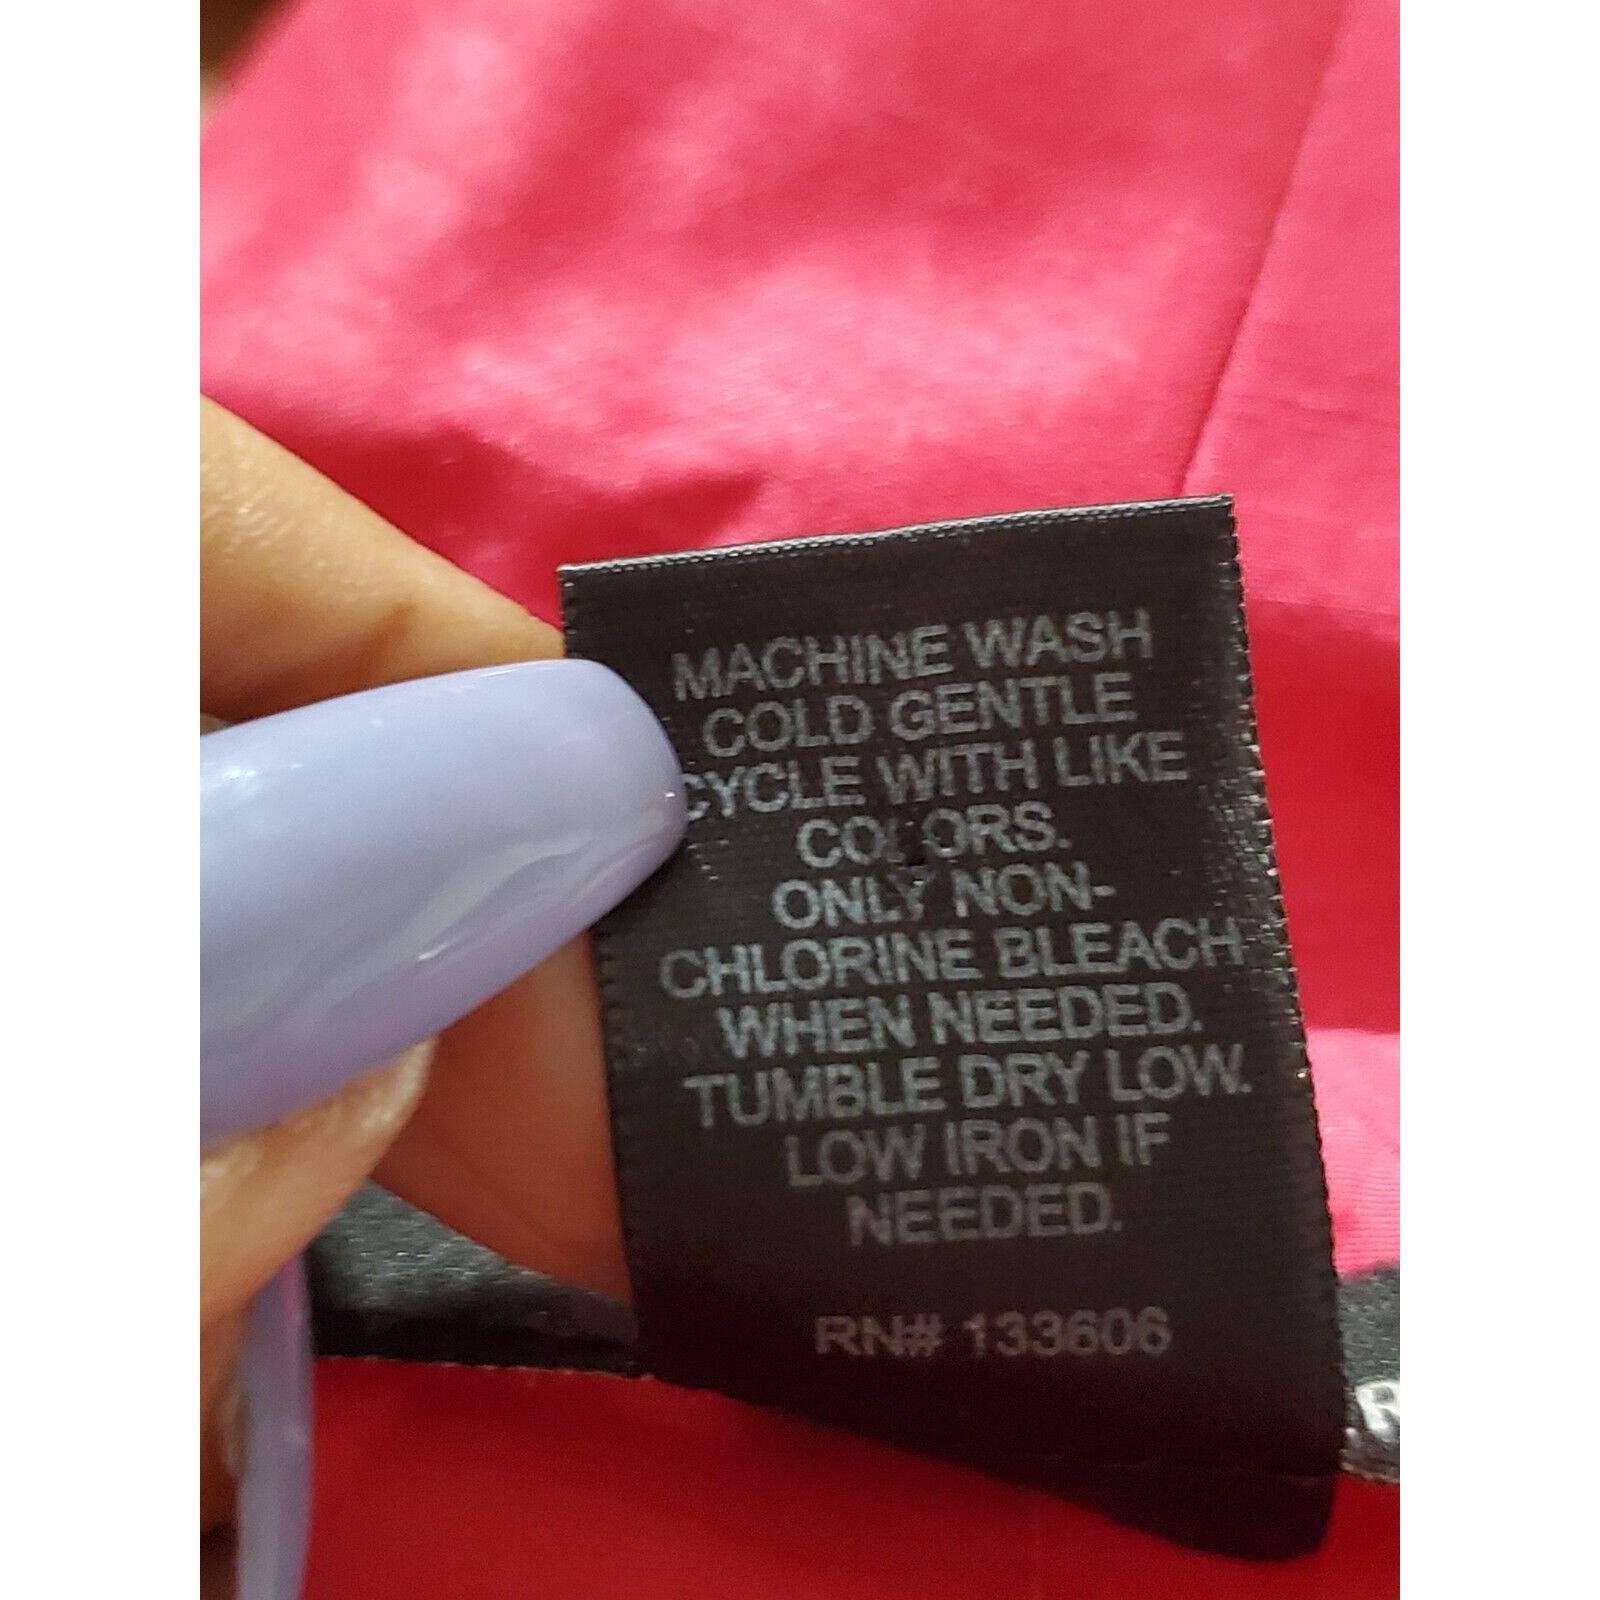 MACHINE WASH
COLD GENTLE
CYCLE WITH LIKE
COLORS.
ONLY NON-
CHLORINE BLEACH
WHEN NEEDED.
TUMBLE DRY LOW.
LOW IRON IF
NEEDED.
RN# 133606